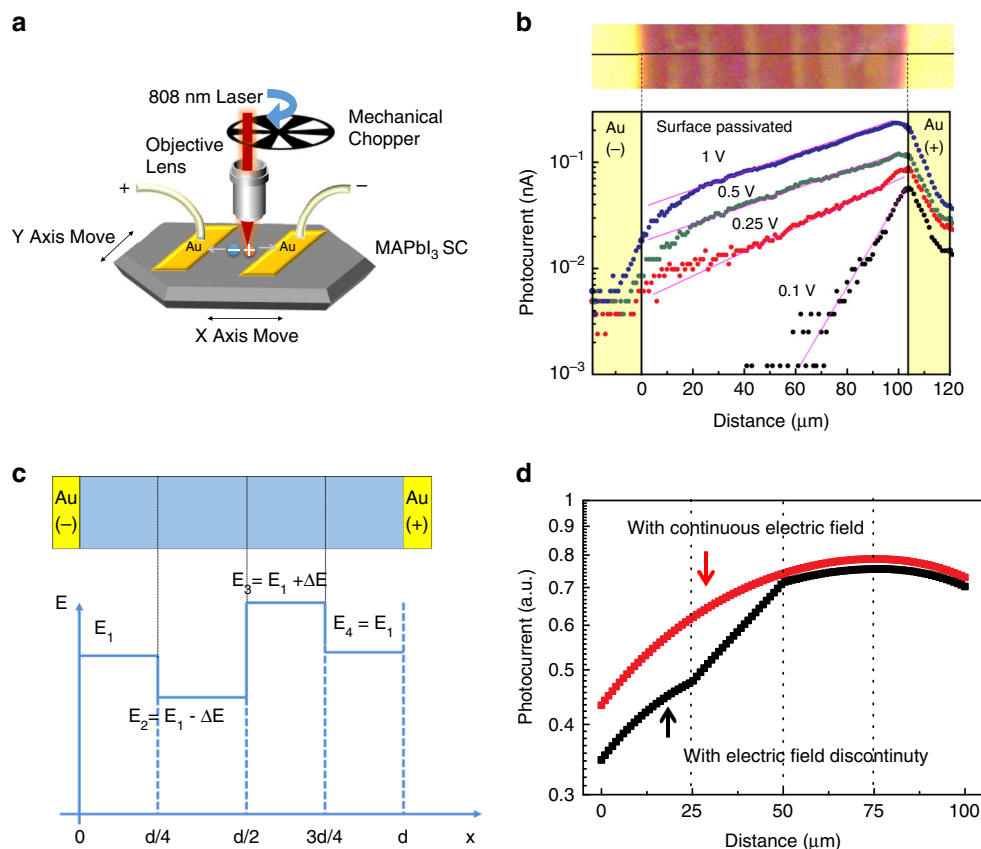 a
808 nm Laser
Mechanical
Chopper
Objective
Lens
+
−
Au
Au
−
+
MAPbI₃ SC
Y Axis Move
X Axis Move
b
Au
(−)
Surface passivated
Au
(+)
1 V
0.5 V
0.25 V
0.1 V
Photocurrent (nA)
10⁻¹
10⁻²
10⁻³
0 20 40 60 80 100 120
Distance (μm)
c
Au
(−)
Au
(+)
E
E₁
E₂= E₁ - ΔE
E₃= E₁ +ΔE
E₄ = E₁
0 d/4 d/2 3d/4 d x
d
With continuous electric field
With electric field discontinuty
Photocurrent (a.u.)
1
0.9
0.8
0.7
0.6
0.5
0.4
0.3
0 25 50 75 100
Distance (μm)